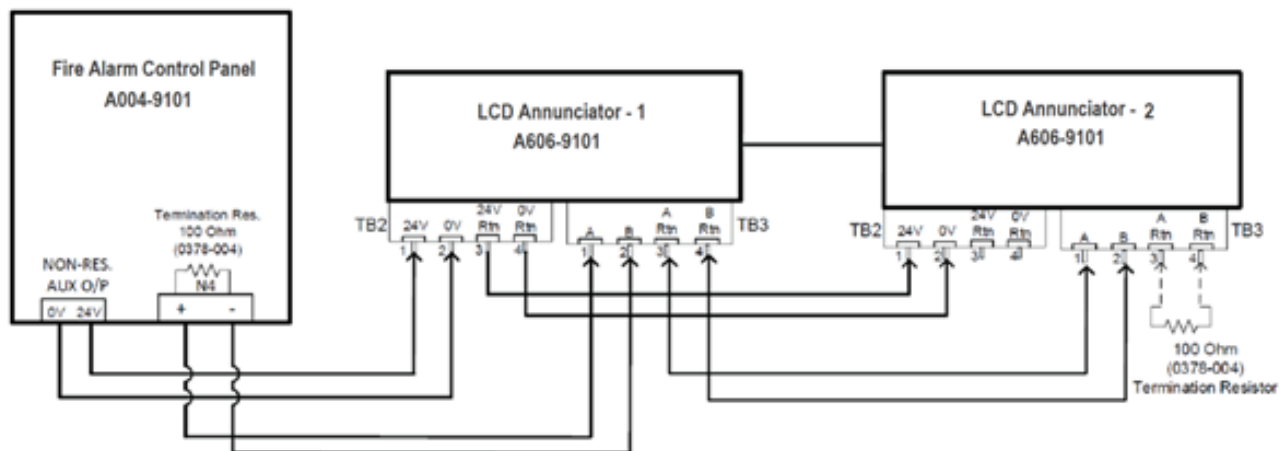 Fire Alarm Control Panel
A004-9101
Termination Res.
100 Ohm
(0378-004)
NON-RES.
AUX O/P
N4
0V 24V
+ -
LCD Annunciator - 1
A606-9101
TB2
24V 0V 24V Rtn 0V Rtn
1 2 3 4
A B A Rtn B Rtn
1 2 3 4
TB3
LCD Annunciator - 2
A606-9101
TB2
24V 0V 24V Rtn 0V Rtn
1 2 3 4
A B A Rtn B Rtn
1 2 3 4
TB3
100 Ohm
(0378-004)
Termination Resistor